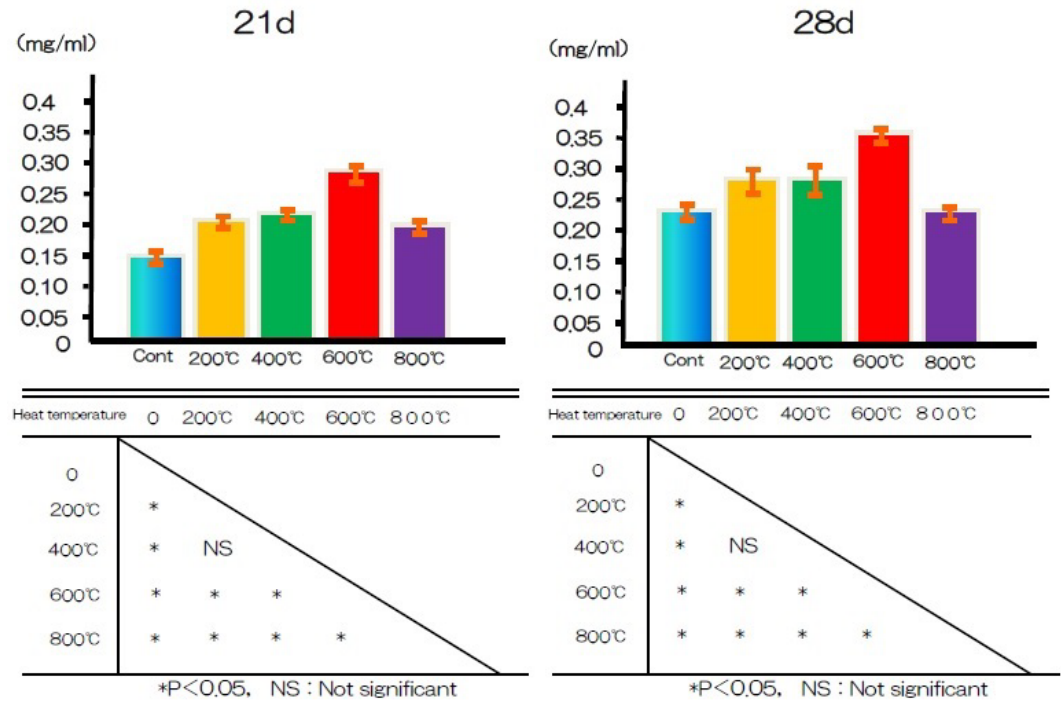 21d
(mg/ml)
0.4
0.35
0.30
0.25
0.20
0.15
0.10
0.05
0
Cont 200℃ 400℃ 600℃ 800℃
Heat temperature 0 200℃ 400℃ 600℃ 800℃
0
200℃ *
400℃ * NS
600℃ * * *
800℃ * * * *
*P<0.05, NS : Not significant
28d
(mg/ml)
0.4
0.35
0.30
0.25
0.20
0.15
0.10
0.05
0
Cont 200℃ 400℃ 600℃ 800℃
Heat temperature 0 200℃ 400℃ 600℃ 800℃
0
200℃ *
400℃ * NS
600℃ * * *
800℃ * * * *
*P<0.05, NS : Not significant